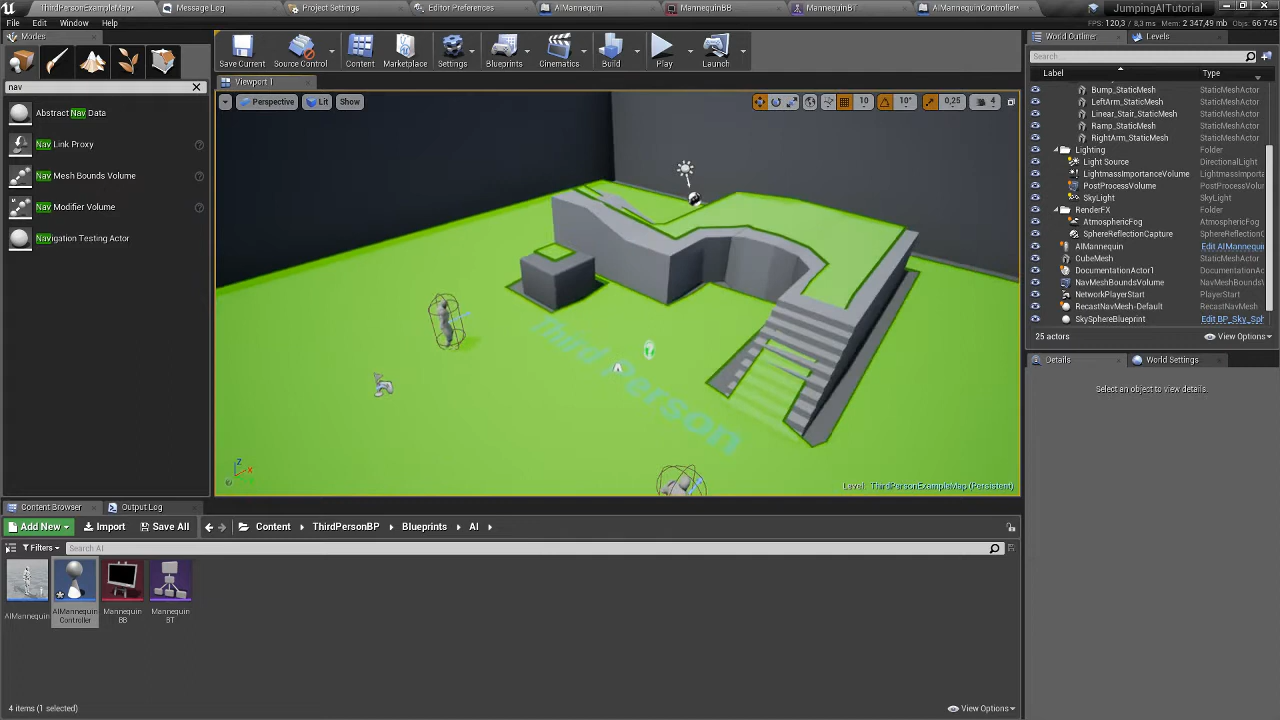 ThirdPersonExampleMap*
Message Log
Project Settings
Editor Preferences
AIMannequin
MannequinBB
MannequinBT
AIMannequinController*
JumpingAITutorial
File
Edit
Window
Help
FPS: 120,3 / 8,3 ms
Mem: 2 347,49 mb
Objs: 66 745
Modes
nav
Abstract Nav Data
Nav Link Proxy
Nav Mesh Bounds Volume
Nav Modifier Volume
Navigation Testing Actor
Save Current
Source Control
Content
Marketplace
Settings
Blueprints
Cinematics
Build
Play
Launch
Viewport 1
Perspective
Lit
Show
10
10°
0,25
4
Third Person
Z
X
Level: ThirdPersonExampleMap (Persistent)
World Outliner
Levels
Search...
Label
Type
Bump_StaticMesh
StaticMeshActor
LeftArm_StaticMesh
StaticMeshActor
Linear_Stair_StaticMesh
StaticMeshActor
Ramp_StaticMesh
StaticMeshActor
RightArm_StaticMesh
StaticMeshActor
Lighting
Folder
Light Source
DirectionalLight
LightmassImportanceVolume
LightmassImporta
PostProcessVolume
PostProcessVolum
SkyLight
SkyLight
RenderFX
Folder
AtmosphericFog
AtmosphericFog
SphereReflectionCapture
SphereReflectionC
AIMannequin
Edit AIMannequin
CubeMesh
StaticMeshActor
DocumentationActor1
DocumentationAc
NavMeshBoundsVolume
NavMeshBoundsV
NetworkPlayerStart
PlayerStart
RecastNavMesh-Default
RecastNavMesh
SkySphereBlueprint
Edit BP_Sky_Sph
25 actors
View Options
Details
World Settings
Select an object to view details.
Content Browser
Output Log
Add New
Import
Save All
Content
ThirdPersonBP
Blueprints
AI
Filters
Search AI
AIMannequin
AIMannequin
Controller
Mannequin
BB
Mannequin
BT
4 items (1 selected)
View Options